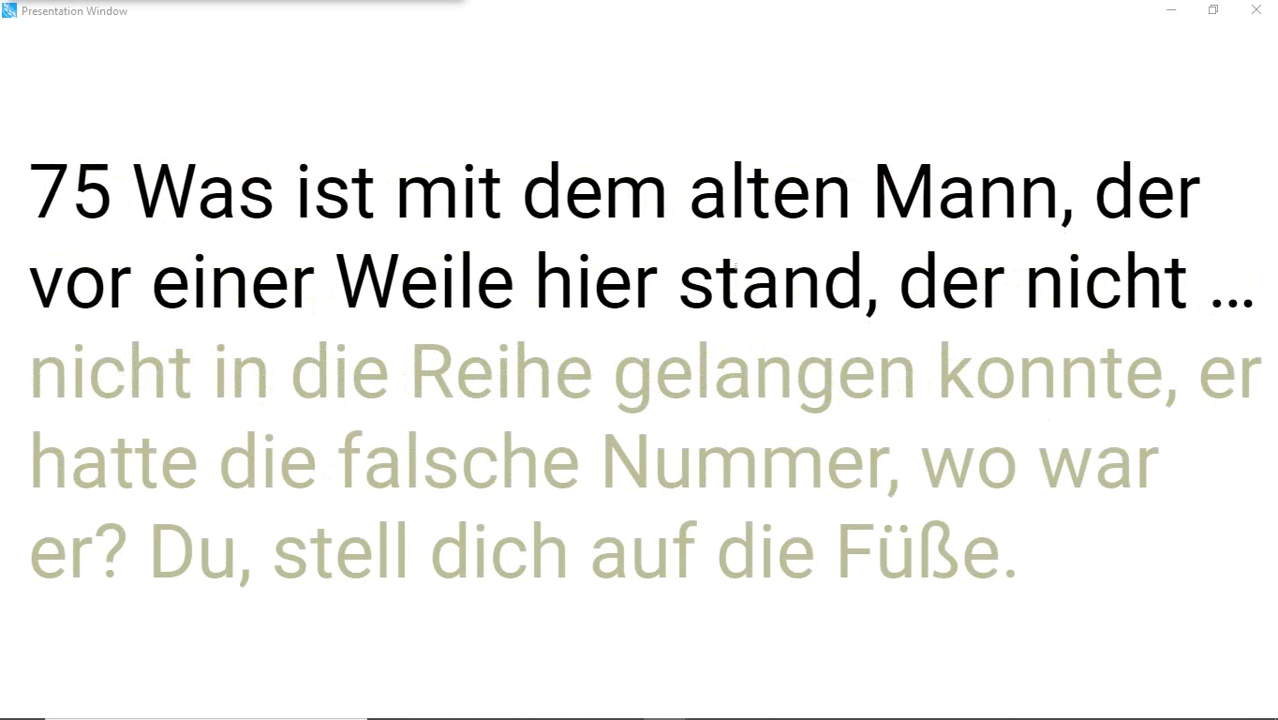 Presentation Window
75 Was ist mit dem alten Mann, der
vor einer Weile hier stand, der nicht ...
nicht in die Reihe gelangen konnte, er
hatte die falsche Nummer, wo war
er? Du, stell dich auf die Füße.